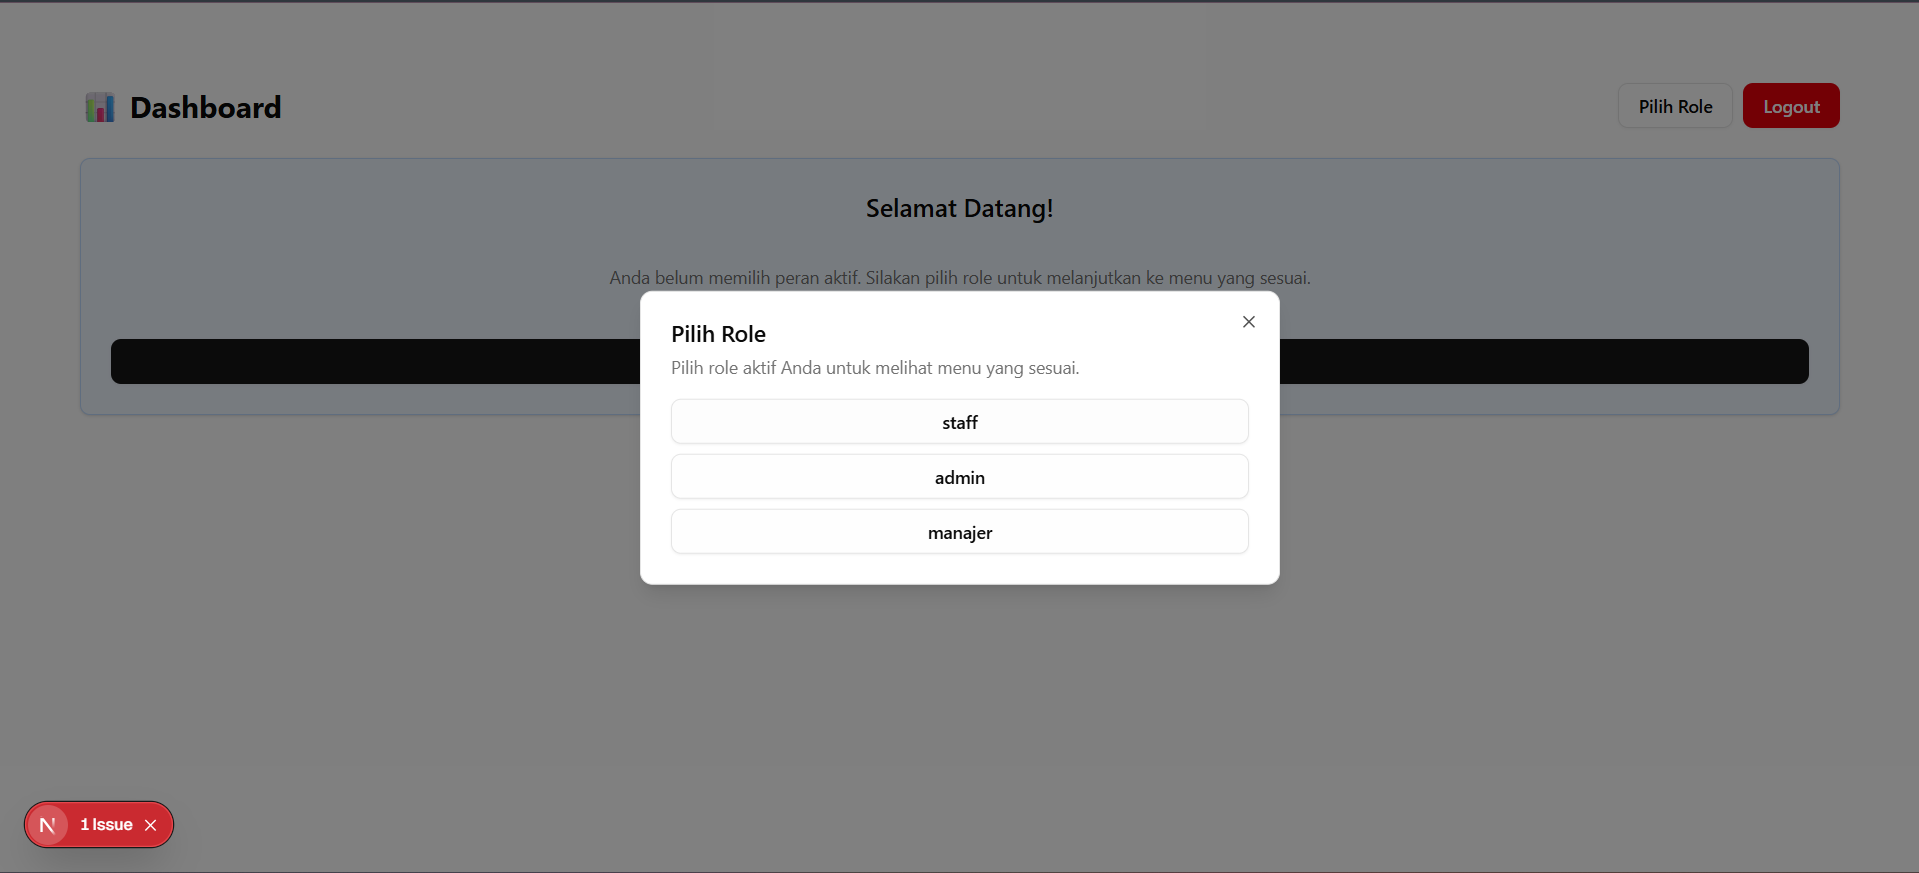 Dashboard
Pilih Role
Logout
Selamat Datang!
Anda belum memilih peran aktif. Silakan pilih role untuk melanjutkan ke menu yang sesuai.
Pilih Role
Pilih role aktif Anda untuk melihat menu yang sesuai.
staff
admin
manajer
N
1 Issue